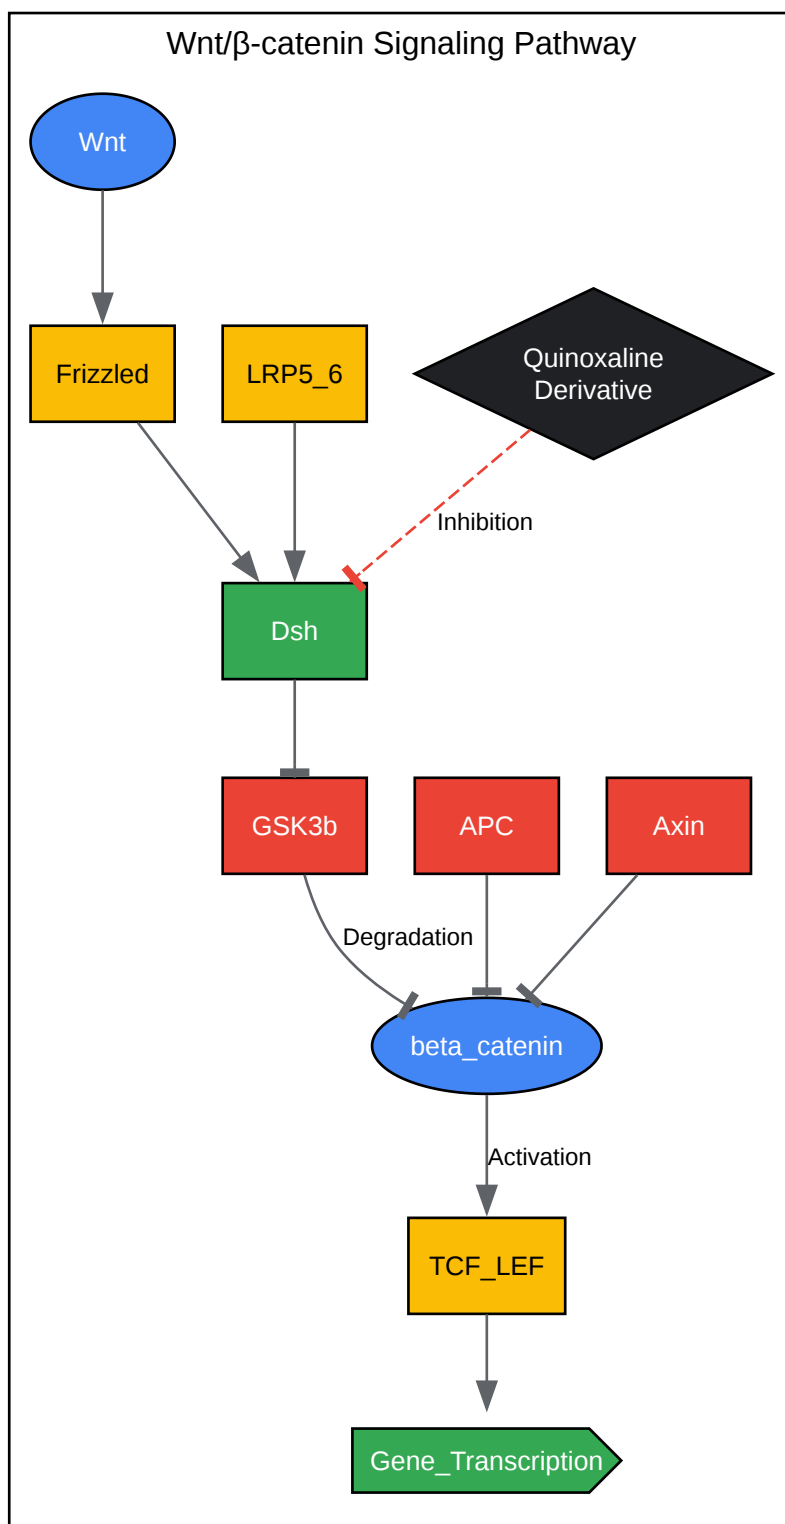 Wnt/β-catenin Signaling Pathway
Wnt
Frizzled
LRP5_6
Quinoxaline
Derivative
Inhibition
Dsh
GSK3b
APC
Axin
Degradation
beta_catenin
Activation
TCF_LEF
Gene_Transcription